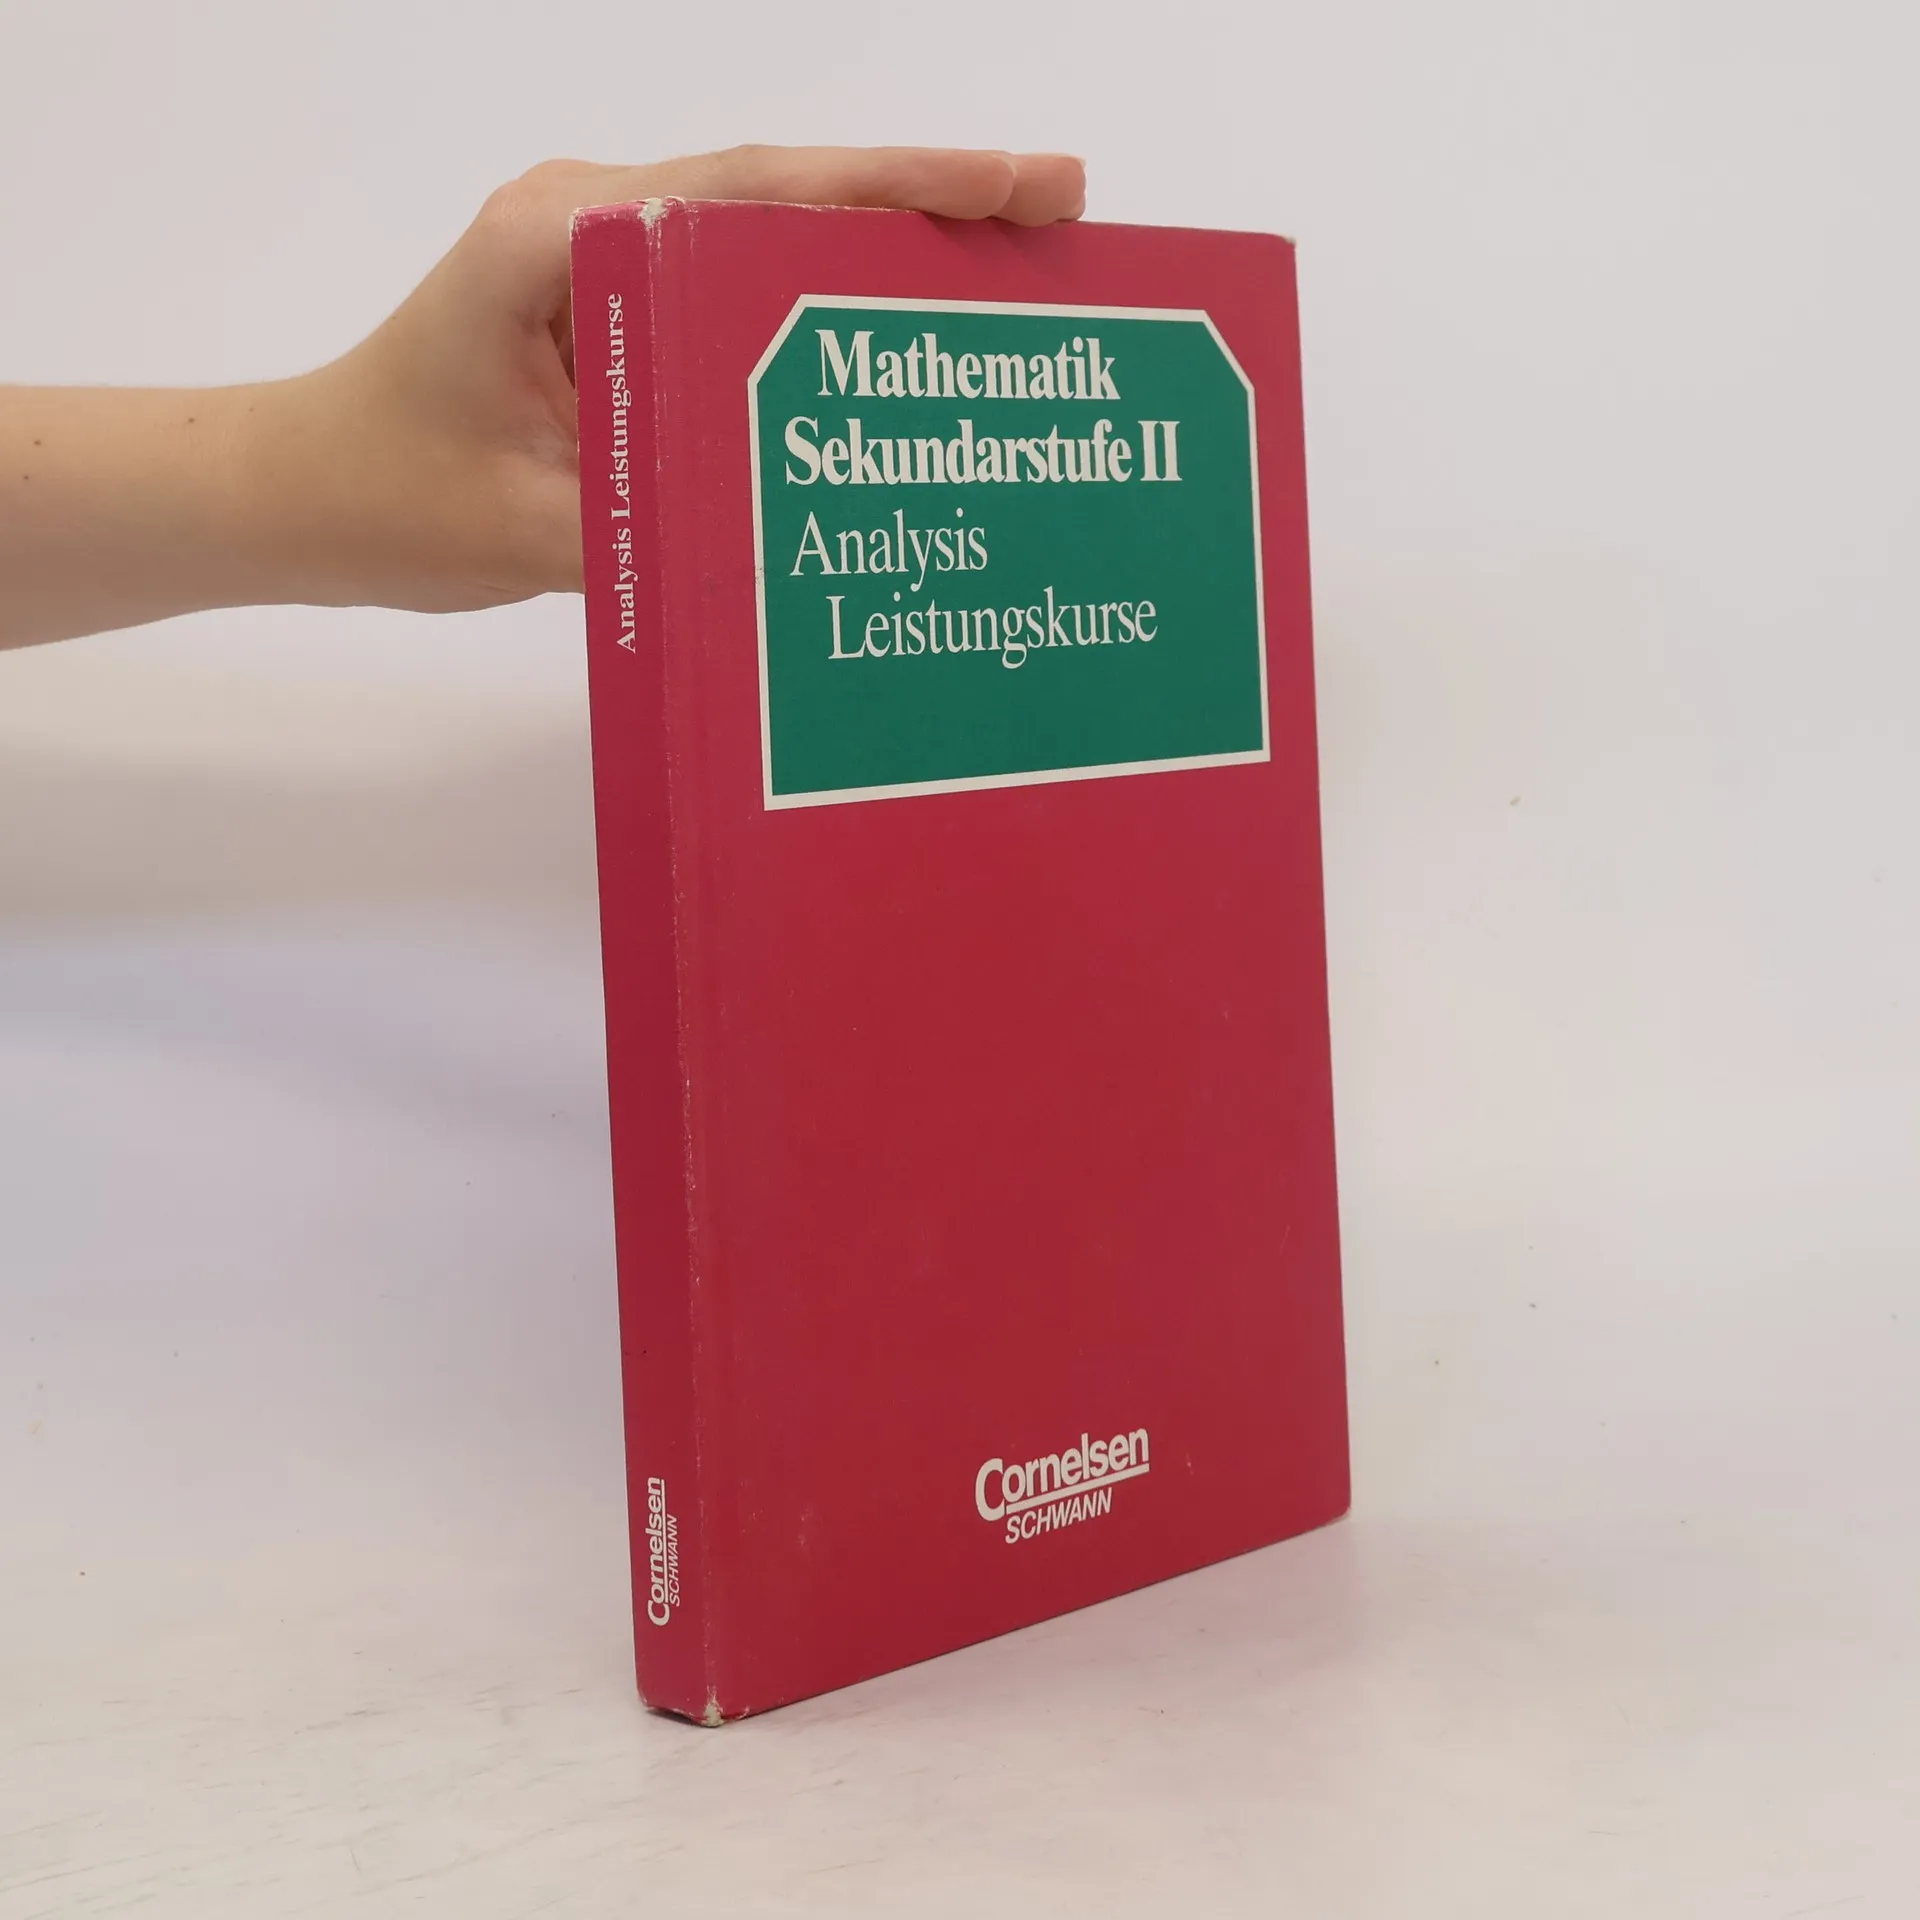 Analysis Leistungskurse
Cornelsen
SCHWANN
Mathematik
Sekundarstufe II
Analysis
Leistungskurse
Cornelsen
SCHWANN